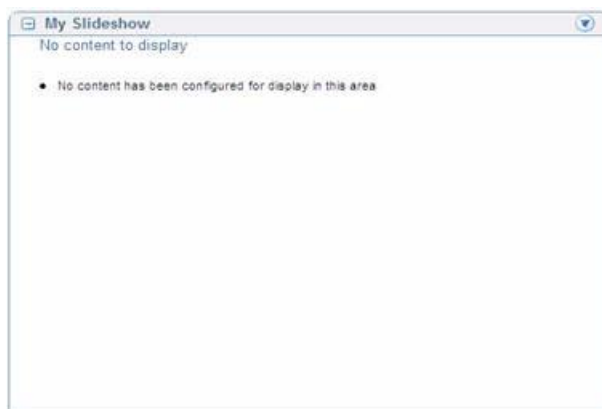 My Slideshow
No content to display
No content has been configured for display in this area